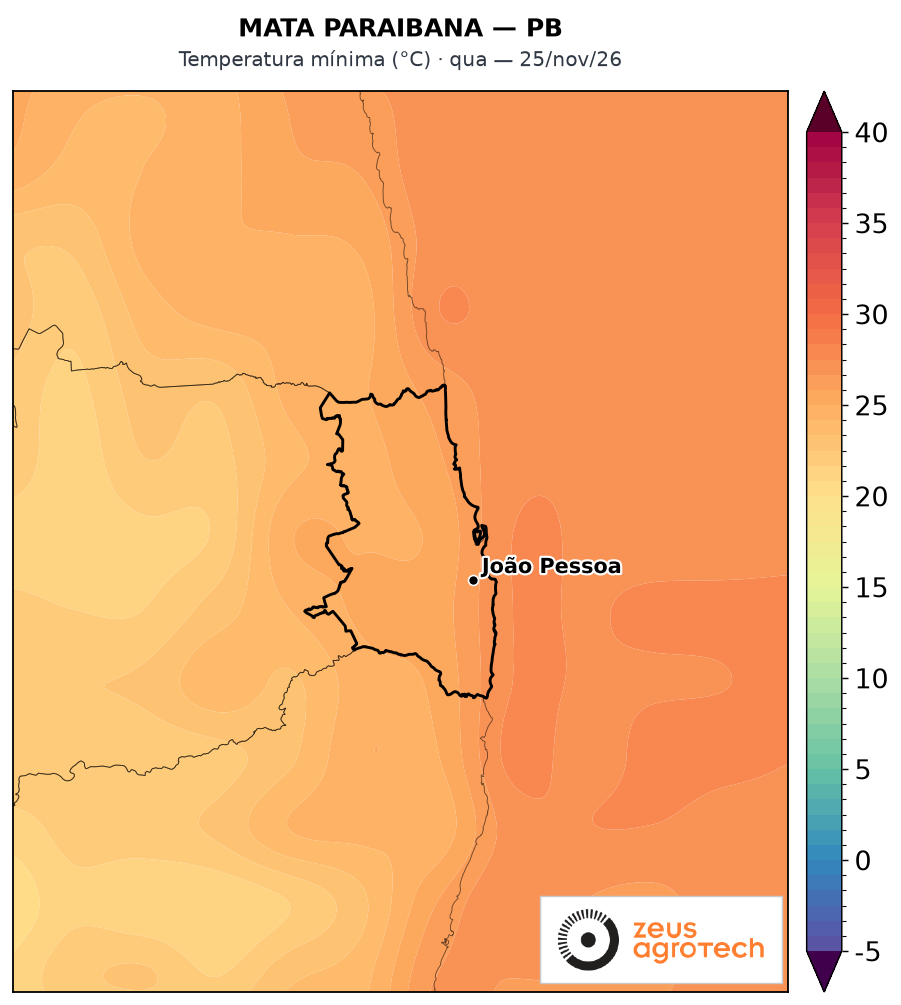 MATA PARAIBANA — PB
Temperatura mínima (°C) · qua — 25/nov/26
40
35
30
25
20
15
10
5
0
-5
João Pessoa
zeus
agrotech